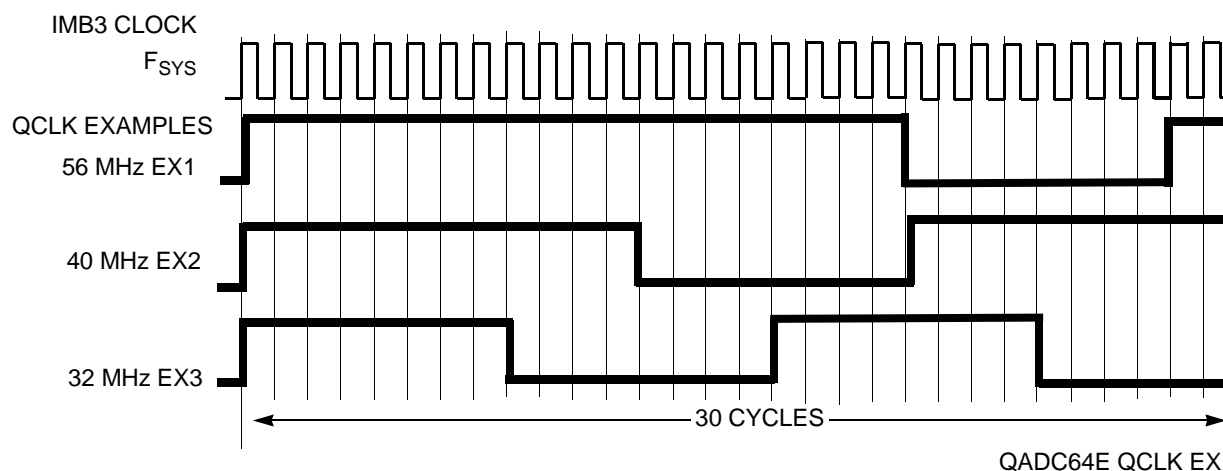 IMB3 CLOCK
FSYS
QCLK EXAMPLES
56 MHz EX1
40 MHz EX2
32 MHz EX3
30 CYCLES
QADC64E QCLK EX